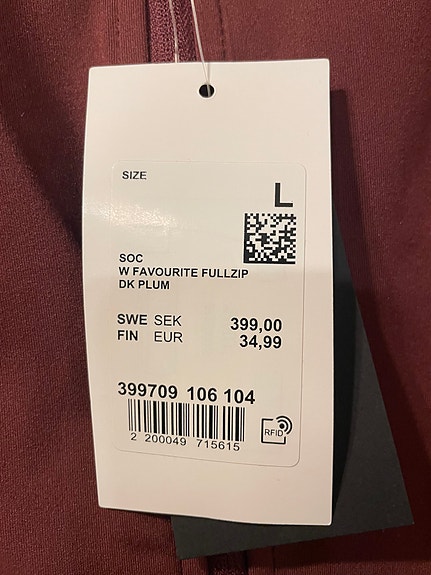 SIZE
L
SOC
W FAVOURITE FULLZIP
DK PLUM
SWE SEK 399,00
FIN EUR 34,99
399709 106 104
2 200049 715615
RFID